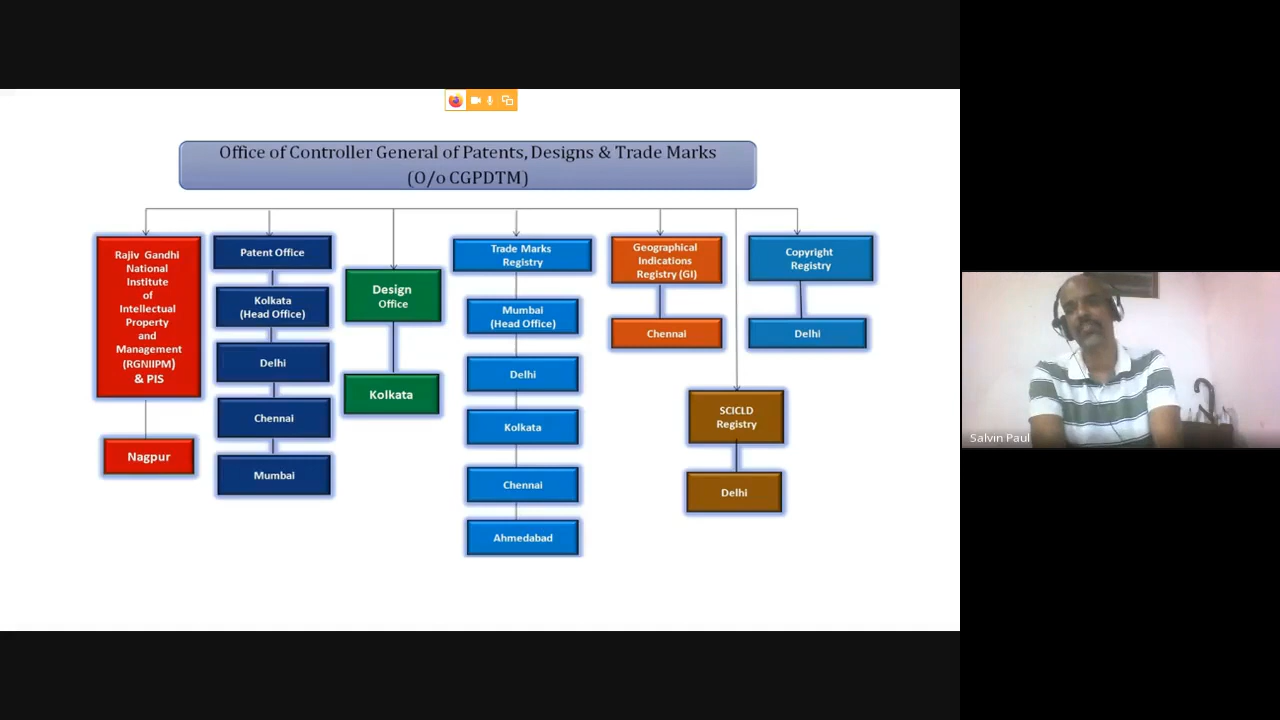 Office of Controller General of Patents, Designs & Trade Marks
(O/o CGPDTM)
Rajiv Gandhi
National
Institute
of
Intellectual
Property
and
Management
(RGNIIPM)
& PIS
Nagpur
Patent Office
Kolkata
(Head Office)
Delhi
Chennai
Mumbai
Design
Office
Kolkata
Trade Marks
Registry
Mumbai
(Head Office)
Delhi
Kolkata
Chennai
Ahmedabad
Geographical
Indications
Registry (GI)
Chennai
SCICLD
Registry
Delhi
Copyright
Registry
Delhi
Salvin Paul